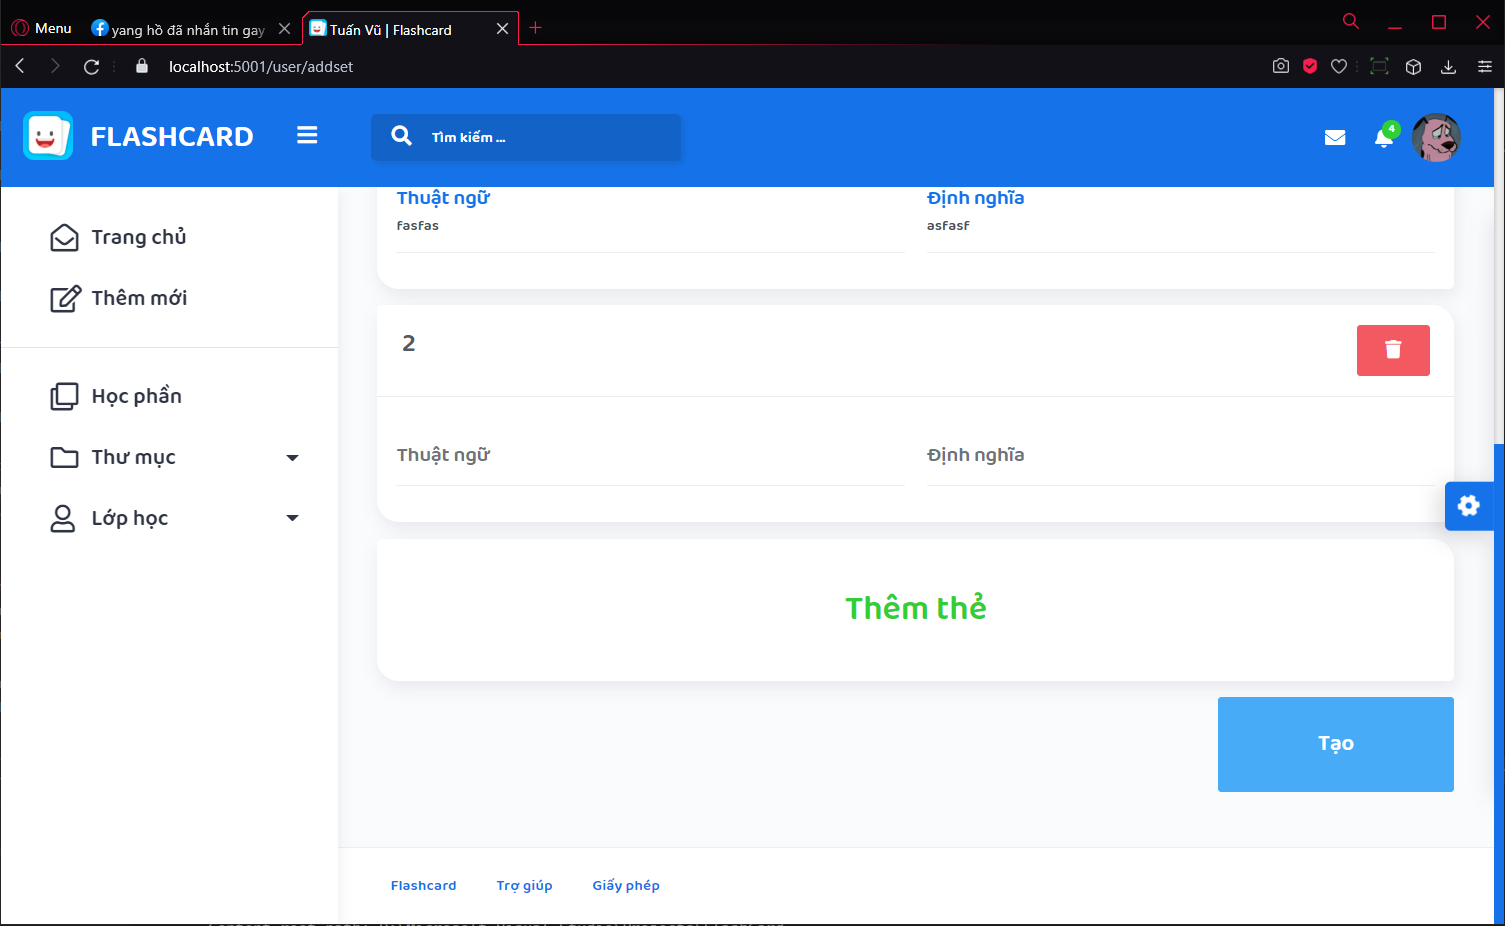 Menu
yang hồ đã nhắn tin gay
Tuấn Vũ | Flashcard
localhost:5001/user/addset
FLASHCARD
Tìm kiếm ...
4
Trang chủ
Thêm mới
Học phần
Thư mục
Lớp học
Thuật ngữ
Định nghĩa
fasfas
asfasf
2
Thuật ngữ
Định nghĩa
Thêm thẻ
Tạo
Flashcard
Trợ giúp
Giấy phép